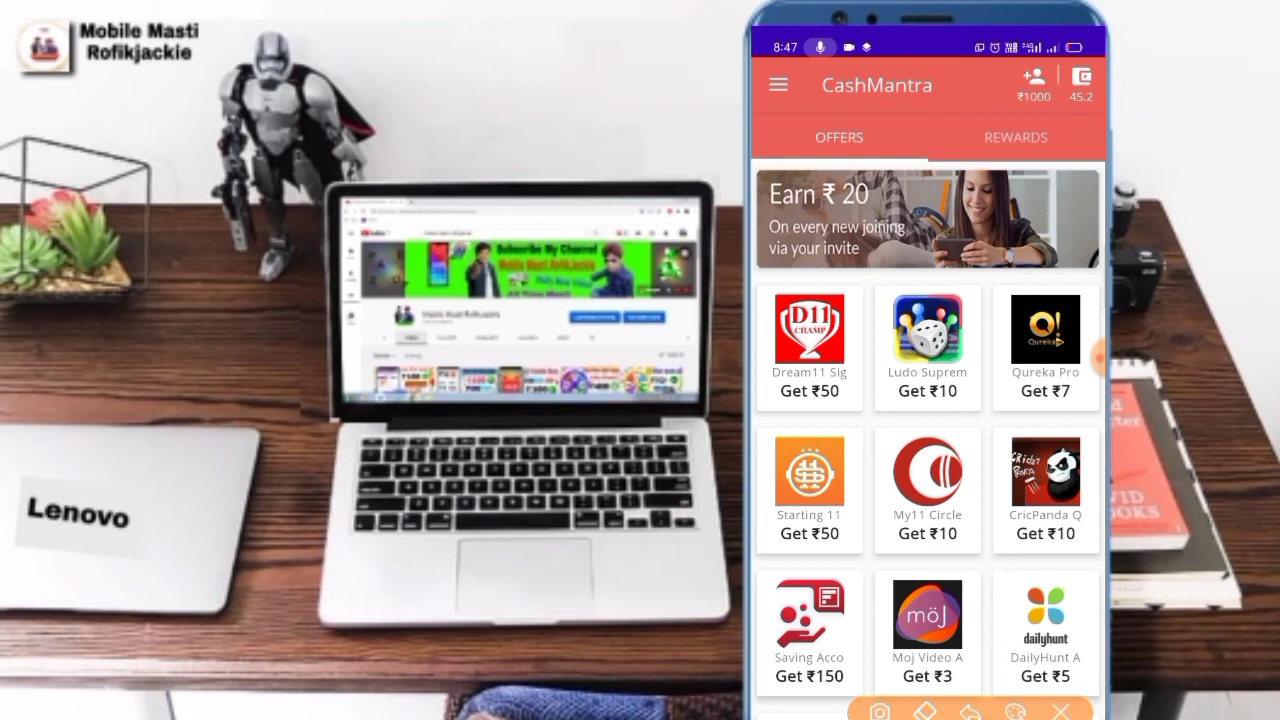 Mobile Masti
Rofikjackie
Subscribe My Channel
Mobile Masti Rofikjackie
Lenovo
8:47
CashMantra
₹1000
45.2
OFFERS
REWARDS
Earn ₹ 20
On every new joining
via your invite
D11
CHAMP
Q!
Qureka
Dream11 Sig
Ludo Suprem
Qureka Pro
Get ₹50
Get ₹10
Get ₹7
CRicket
PANDA
Starting 11
My11 Circle
CricPanda Q
Get ₹50
Get ₹10
Get ₹10
möj
dailyhunt
Saving Acco
Moj Video A
DailyHunt A
Get ₹150
Get ₹3
Get ₹5